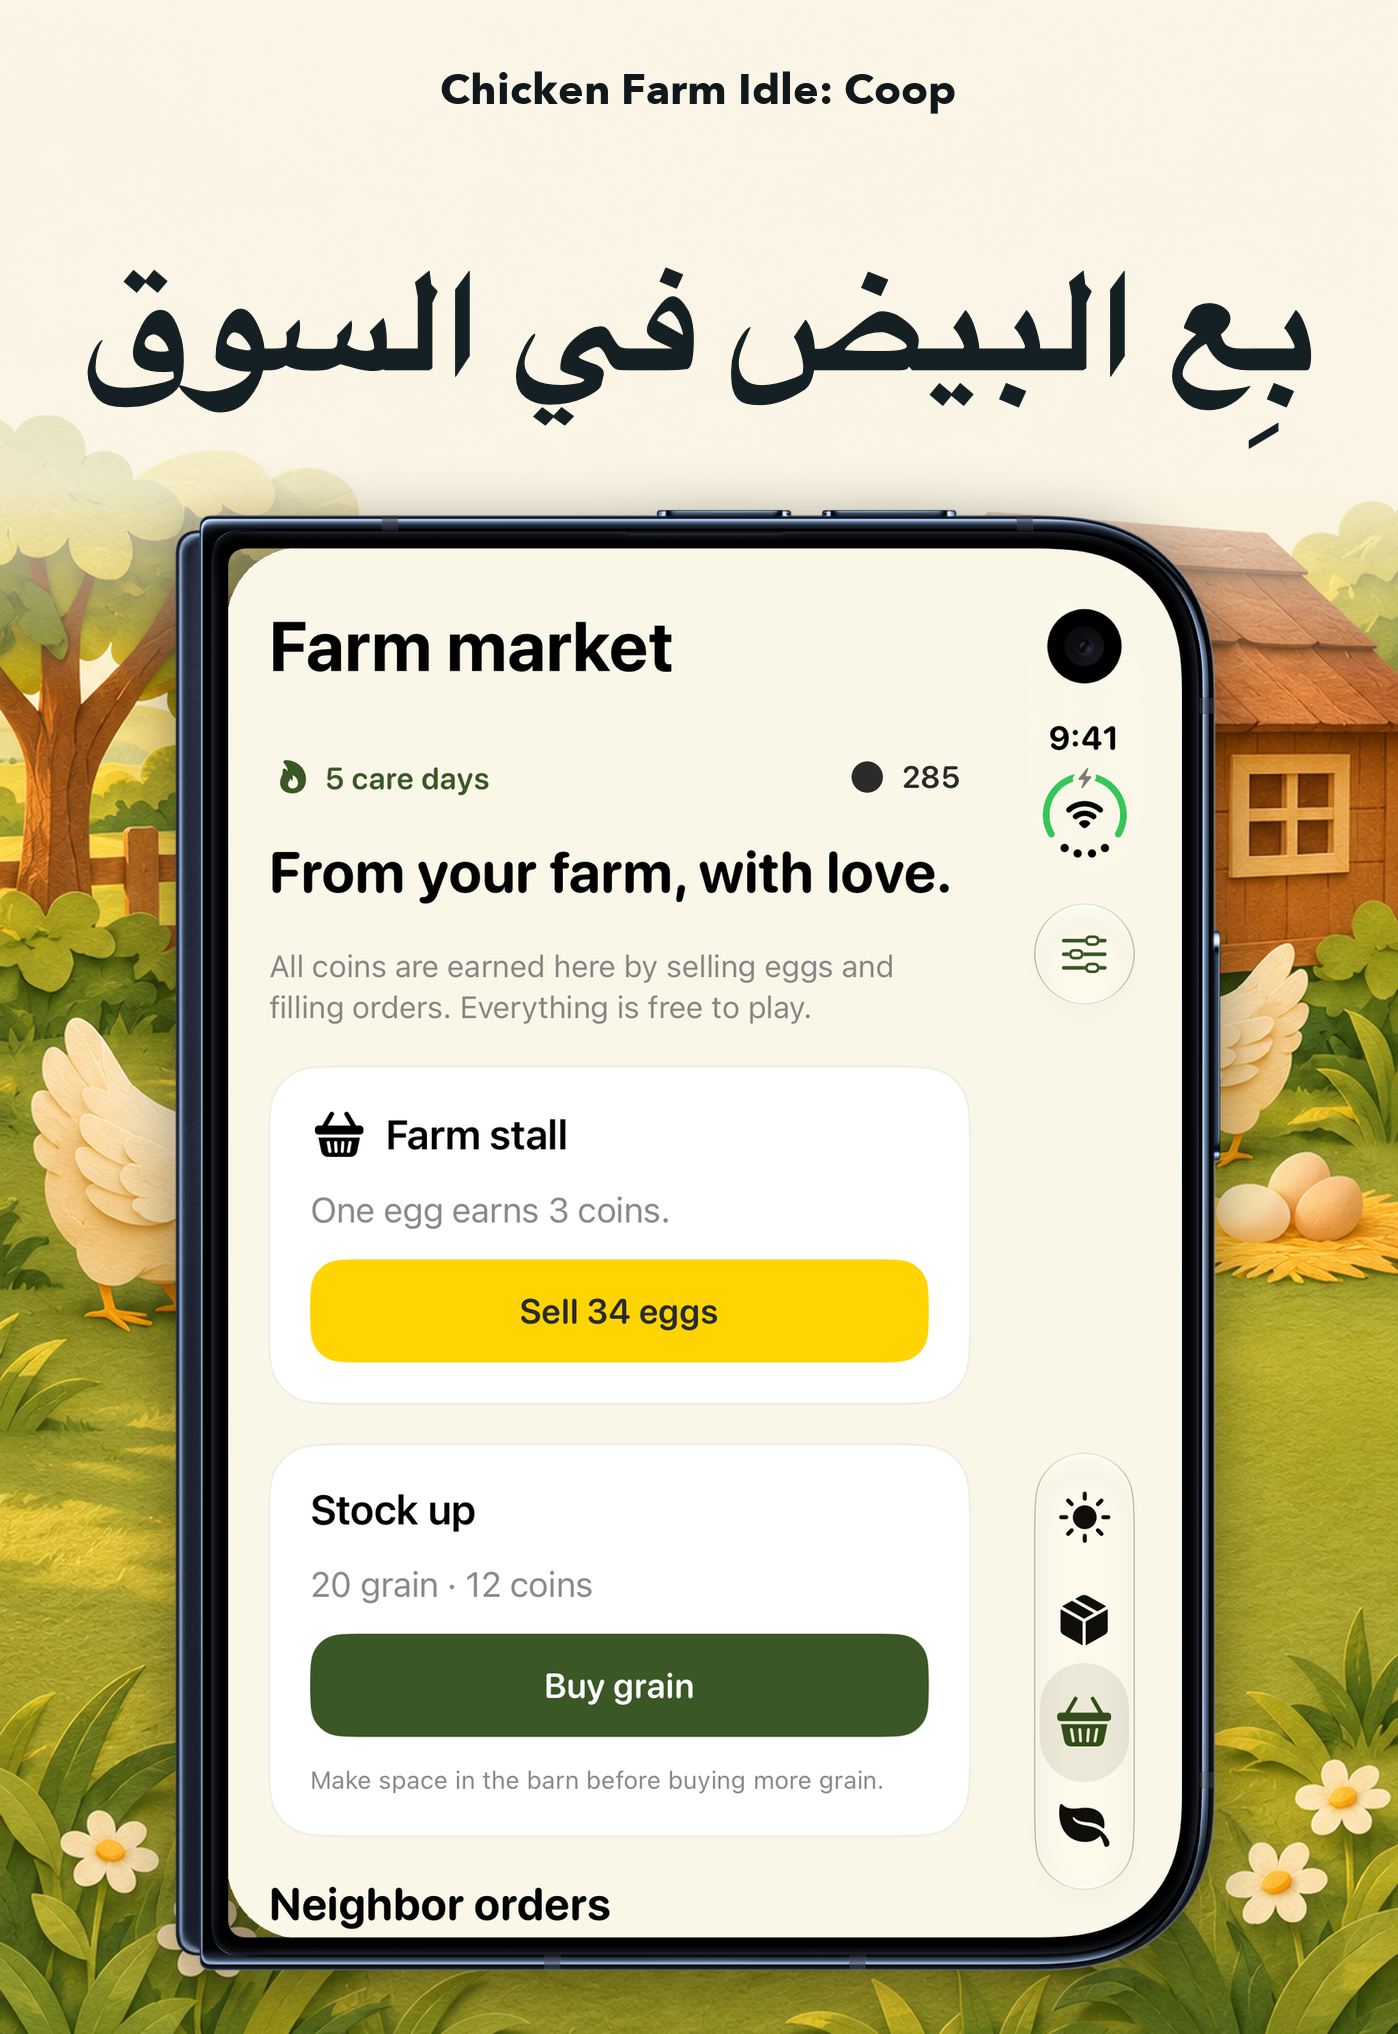 Chicken Farm Idle: Coop
بِع البيض في السوق
Farm market
9:41
5 care days
285
From your farm, with love.
All coins are earned here by selling eggs and
filling orders. Everything is free to play.
Farm stall
One egg earns 3 coins.
Sell 34 eggs
Stock up
20 grain · 12 coins
Buy grain
Make space in the barn before buying more grain.
Neighbor orders